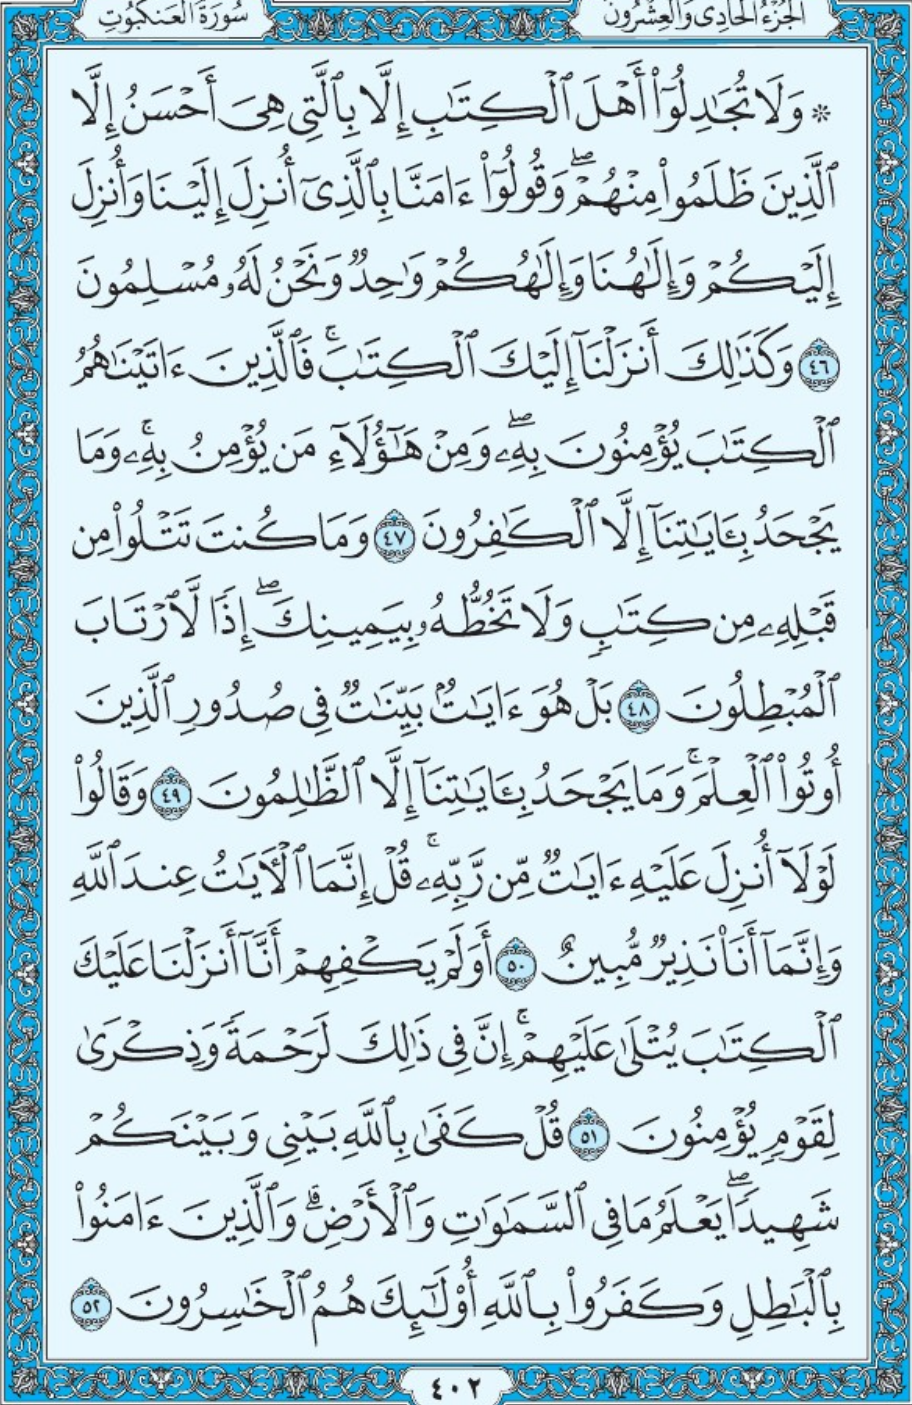 سُورَةُ العَنكَبُوتِ
الجُزْءُ الحَادِى وَالعِشْرُونَ
۞ وَلَا تُجَٰدِلُوٓا۟ أَهْلَ ٱلْكِتَٰبِ إِلَّا بِٱلَّتِى هِىَ أَحْسَنُ إِلَّا
ٱلَّذِينَ ظَلَمُوا۟ مِنْهُمْ ۖ وَقُولُوٓا۟ ءَامَنَّا بِٱلَّذِىٓ أُنزِلَ إِلَيْنَا وَأُنزِلَ
إِلَيْكُمْ وَإِلَٰهُنَا وَإِلَٰهُكُمْ وَٰحِدٌ وَنَحْنُ لَهُۥ مُسْلِمُونَ
٤٦ وَكَذَٰلِكَ أَنزَلْنَآ إِلَيْكَ ٱلْكِتَٰبَ ۚ فَٱلَّذِينَ ءَاتَيْنَٰهُمُ
ٱلْكِتَٰبَ يُؤْمِنُونَ بِهِۦ ۖ وَمِنْ هَٰٓؤُلَآءِ مَن يُؤْمِنُ بِهِۦ ۚ وَمَا
يَجْحَدُ بِـَٔايَٰتِنَآ إِلَّا ٱلْكَٰفِرُونَ ٤٧ وَمَا كُنتَ تَتْلُوا۟ مِن
قَبْلِهِۦ مِن كِتَٰبٍ وَلَا تَخُطُّهُۥ بِيَمِينِكَ ۖ إِذًا لَّٱرْتَابَ
ٱلْمُبْطِلُونَ ٤٨ بَلْ هُوَ ءَايَٰتٌۢ بَيِّنَٰتٌ فِى صُدُورِ ٱلَّذِينَ
أُوتُوا۟ ٱلْعِلْمَ ۚ وَمَا يَجْحَدُ بِـَٔايَٰتِنَآ إِلَّا ٱلظَّٰلِمُونَ ٤٩ وَقَالُوا۟
لَوْلَآ أُنزِلَ عَلَيْهِ ءَايَٰتٌ مِّن رَّبِّهِۦ ۚ قُلْ إِنَّمَا ٱلْءَايَٰتُ عِندَ ٱللَّهِ
وَإِنَّمَآ أَنَا۠ نَذِيرٌ مُّبِينٌ ٥٠ أَوَلَمْ يَكْفِهِمْ أَنَّآ أَنزَلْنَا عَلَيْكَ
ٱلْكِتَٰبَ يُتْلَىٰ عَلَيْهِمْ ۚ إِنَّ فِى ذَٰلِكَ لَرَحْمَةً وَذِكْرَىٰ
لِقَوْمٍ يُؤْمِنُونَ ٥١ قُلْ كَفَىٰ بِٱللَّهِ بَيْنِى وَبَيْنَكُمْ
شَهِيدًا ۖ يَعْلَمُ مَا فِى ٱلسَّمَٰوَٰتِ وَٱلْأَرْضِ ۗ وَٱلَّذِينَ ءَامَنُوا۟
بِٱلْبَٰطِلِ وَكَفَرُوا۟ بِٱللَّهِ أُو۟لَٰٓئِكَ هُمُ ٱلْخَٰسِرُونَ ٥٢
٤٠٢